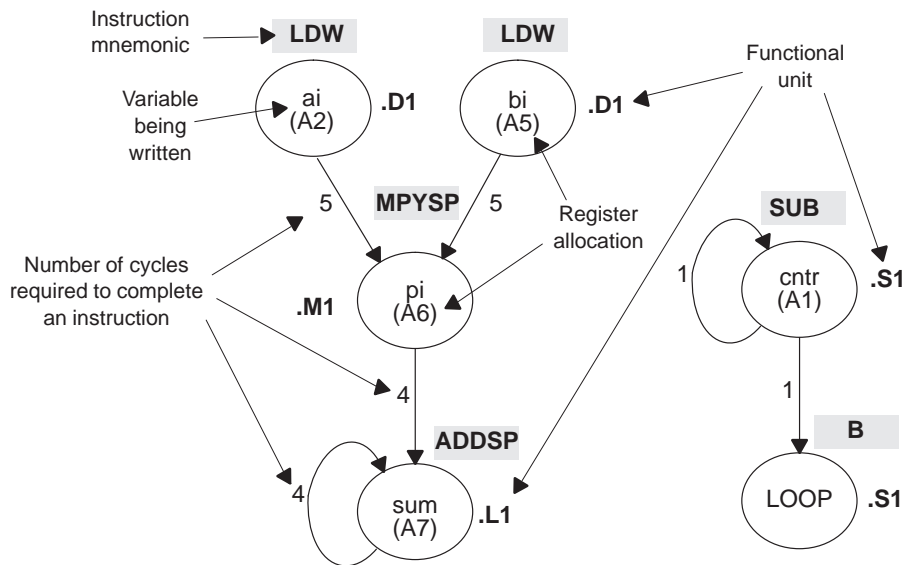 Instruction
mnemonic
LDW
LDW
Functional
unit
Variable
being
written
ai
(A2)
.D1
bi
(A5)
.D1
5
MPYSP
5
Register
allocation
SUB
Number of cycles
required to complete
an instruction
.M1
pi
(A6)
1
cntr
(A1)
.S1
4
1
ADDSP
B
4
sum
(A7)
.L1
LOOP
.S1